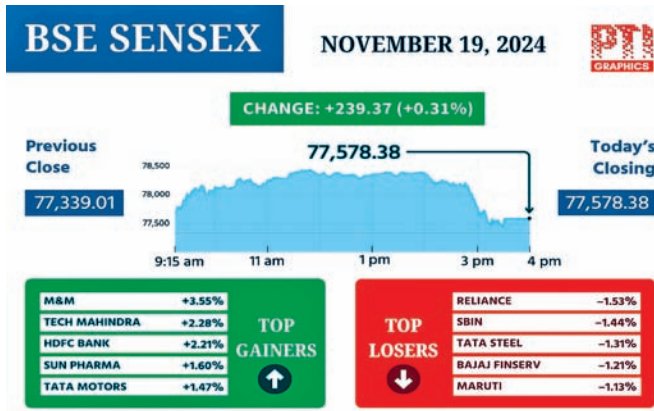 BSE SENSEX
NOVEMBER 19, 2024
PTI
GRAPHICS
CHANGE: +239.37 (+0.31%)
Previous
Close
77,339.01
77,578.38
Today's
Closing
77,578.38
78,500
78,000
77,500
9:15 am 11 am 1 pm 3 pm 4 pm
M&M +3.55%
TECH MAHINDRA +2.28%
HDFC BANK +2.21%
SUN PHARMA +1.60%
TATA MOTORS +1.47%
TOP
GAINERS
TOP
LOSERS
RELIANCE –1.53%
SBIN –1.44%
TATA STEEL –1.31%
BAJAJ FINSERV –1.21%
MARUTI –1.13%